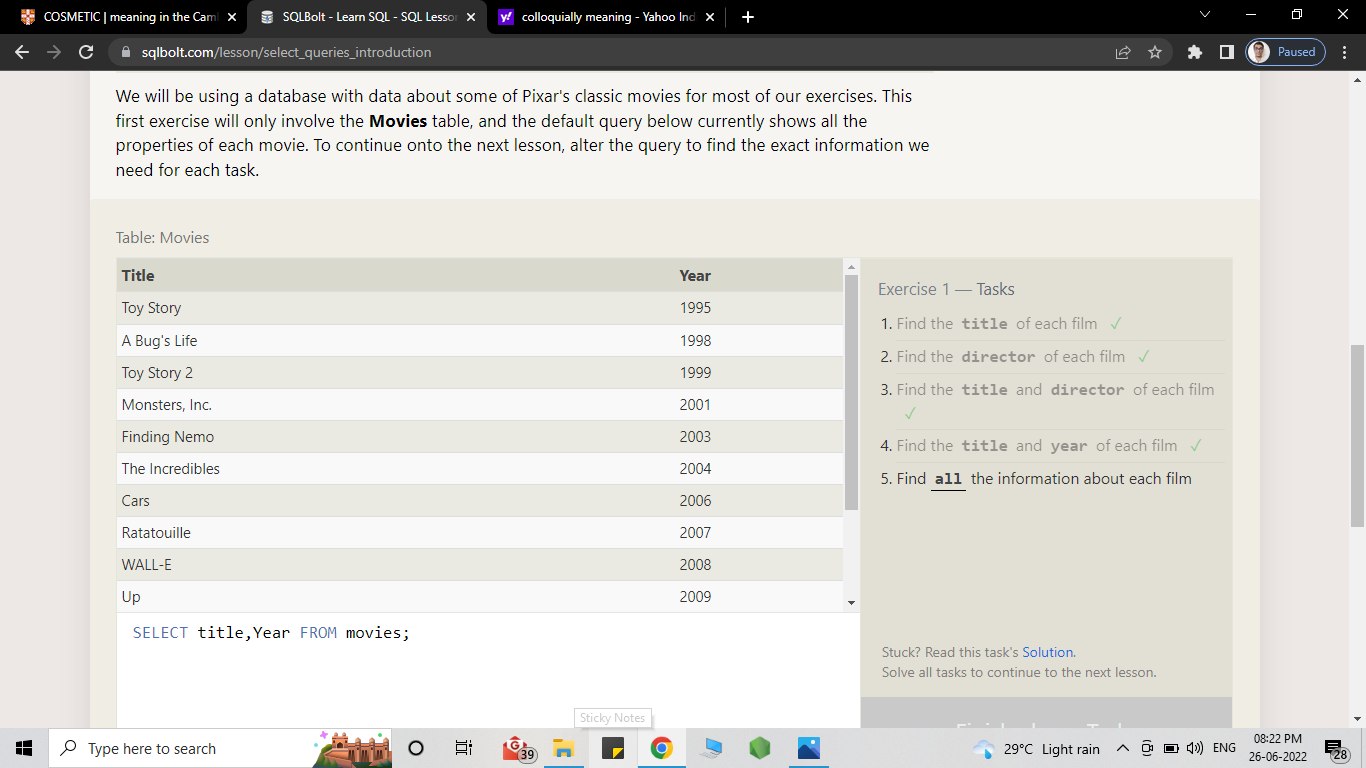 COSMETIC | meaning in the Cam
SQLBolt - Learn SQL - SQL Lesson
colloquially meaning - Yahoo Ind
sqlbolt.com/lesson/select_queries_introduction
Paused
We will be using a database with data about some of Pixar's classic movies for most of our exercises. This
first exercise will only involve the Movies table, and the default query below currently shows all the
properties of each movie. To continue onto the next lesson, alter the query to find the exact information we
need for each task.
Table: Movies
Title Year
Toy Story 1995
A Bug's Life 1998
Toy Story 2 1999
Monsters, Inc. 2001
Finding Nemo 2003
The Incredibles 2004
Cars 2006
Ratatouille 2007
WALL-E 2008
Up 2009
SELECT title,Year FROM movies;
Exercise 1 — Tasks
1. Find the title of each film ✓
2. Find the director of each film ✓
3. Find the title and director of each film
✓
4. Find the title and year of each film ✓
5. Find all the information about each film
Stuck? Read this task's Solution.
Solve all tasks to continue to the next lesson.
Sticky Notes
Type here to search
39
29°C Light rain
ENG
08:22 PM
26-06-2022
28